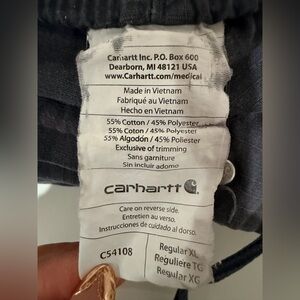 Carhartt Inc. P.O. Box 600
Dearborn, MI 48121 USA
www.Carhartt.com/medical
Made in Vietnam
Fabriqué au Vietnam
Hecho en Vietnam
55% Cotton / 45% Polyester
55% Coton / 45% Polyester
55% Algodón / 45% Poliester
Exclusive of trimming
Sans garniture
Sin incluir adorno
carhartt
Care on reverse side.
Entretien au verso.
Instrucciones de cuidado al dorso.
C54108
Regular XL
Reguliere TG
Regular XG